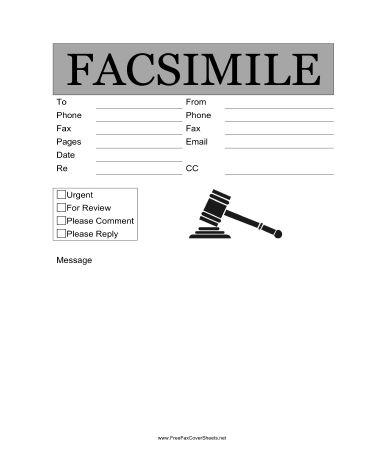 FACSIMILE
To From
Phone Phone
Fax Fax
Pages Email
Date
Re CC
Urgent
For Review
Please Comment
Please Reply
Message
www.FreeFaxCoverSheets.net